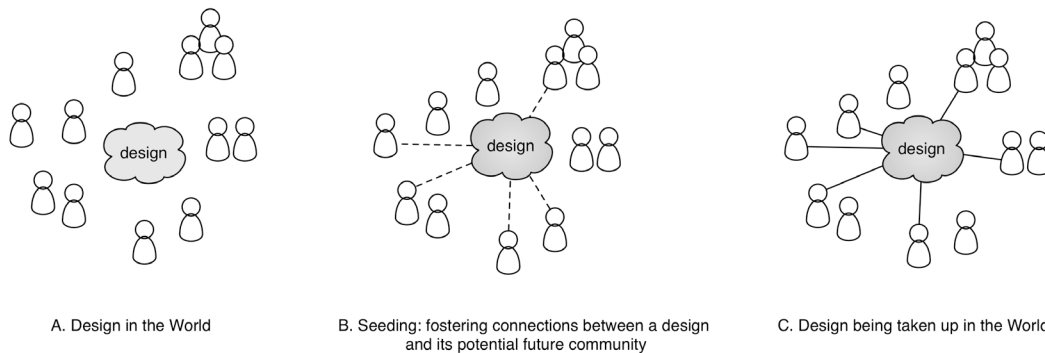 design
design
design
A. Design in the World
B. Seeding: fostering connections between a design
and its potential future community
C. Design being taken up in the World